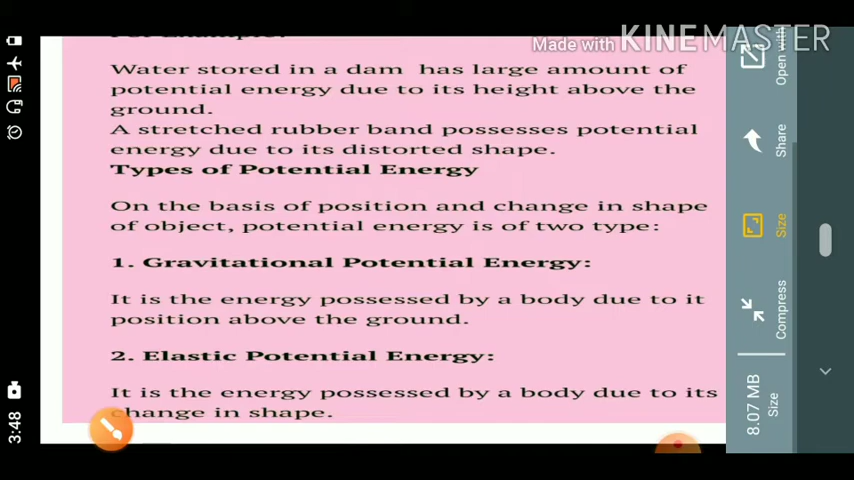 For Example:
Made with KINEMASTER
Water stored in a dam has large amount of
potential energy due to its height above the
ground.
A stretched rubber band possesses potential
energy due to its distorted shape.
Types of Potential Energy
On the basis of position and change in shape
of object, potential energy is of two type:
1. Gravitational Potential Energy:
It is the energy possessed by a body due to it
position above the ground.
2. Elastic Potential Energy:
It is the energy possessed by a body due to its
change in shape.
Open with
Share
Size
Compress
8.07 MB
Size
3:48